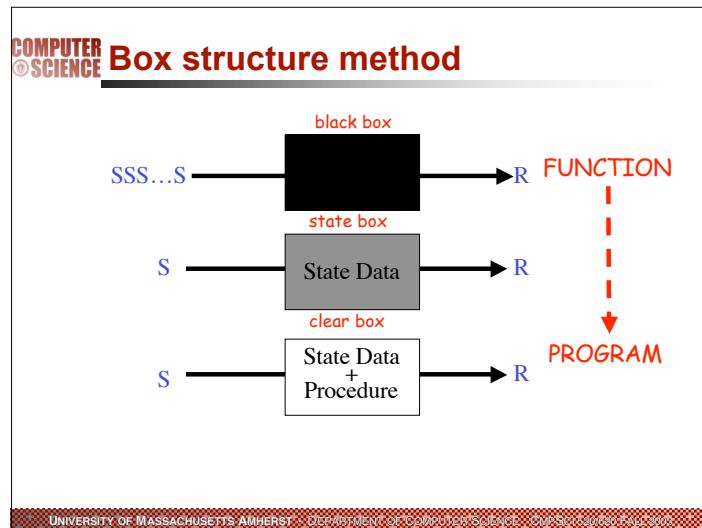 COMPUTER
SCIENCE
Box structure method
black box
SSS…S
R
FUNCTION
state box
S
State Data
R
clear box
PROGRAM
S
State Data
+
Procedure
R
UNIVERSITY OF MASSACHUSETTS AMHERST • DEPARTMENT OF COMPUTER SCIENCE CMPSCI 520/620 FALL 2003